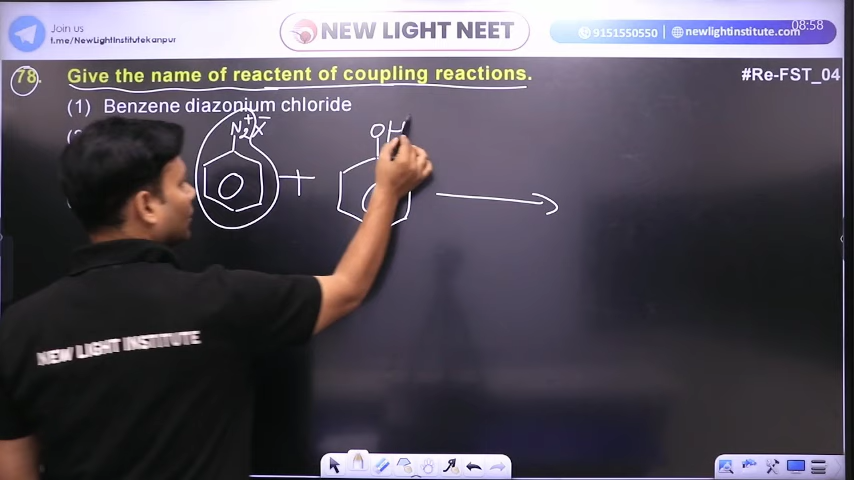 Join us
t.me/NewLightInstitutekanpur
NEW LIGHT NEET
9151550550 | newlightinstitute.com
08:58
78. Give the name of reactent of coupling reactions.
#Re-FST_04
(1) Benzene diazonium chloride
N2+X-
OH
+
NEW LIGHT INSTITUTE